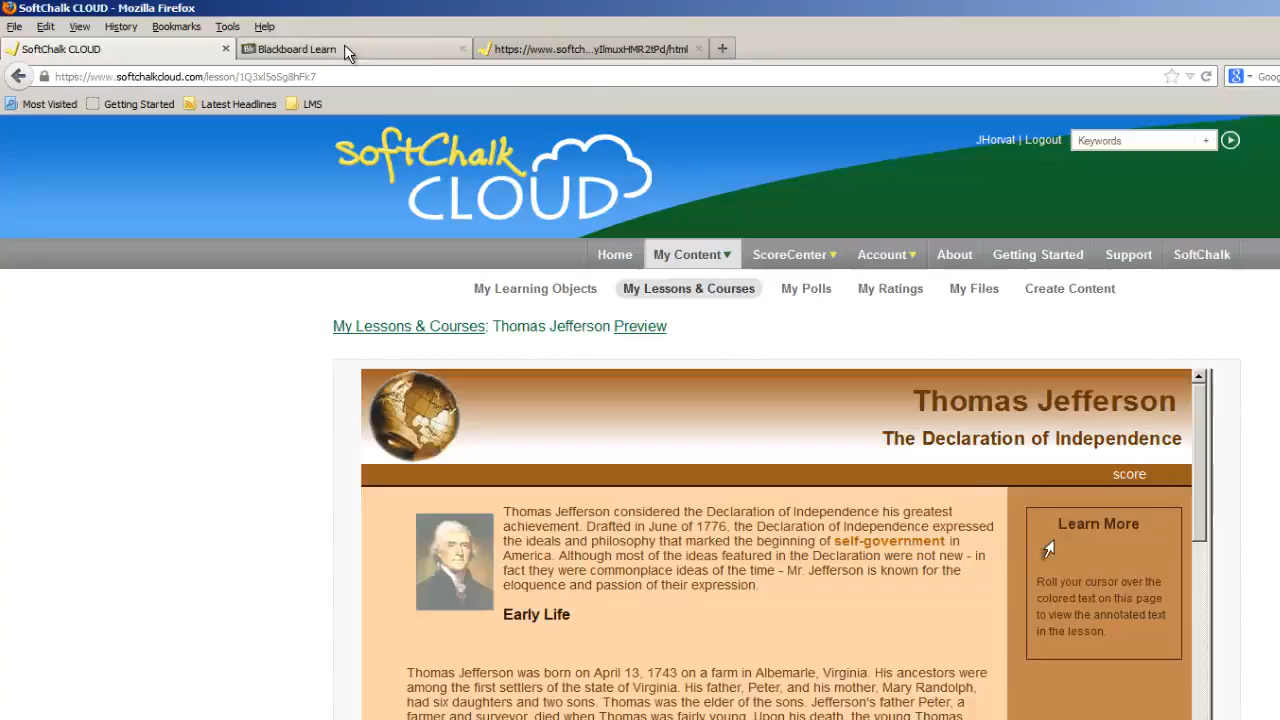 SoftChalk CLOUD - Mozilla Firefox
File Edit View History Bookmarks Tools Help
SoftChalk CLOUD × Bb Blackboard Learn × https://www.softch...yIlmuxHMR2tPd/html × +
https://www.softchalkcloud.com/lesson/1Q3xl5oSg8hFk7 Goog
Most Visited Getting Started Latest Headlines LMS
softChalk
CLOUD
JHorvat | Logout Keywords +
Home My Content▼ ScoreCenter▼ Account▼ About Getting Started Support SoftChalk
My Learning Objects My Lessons & Courses My Polls My Ratings My Files Create Content
My Lessons & Courses: Thomas Jefferson Preview
Thomas Jefferson
The Declaration of Independence
score
Thomas Jefferson considered the Declaration of Independence his greatest
achievement. Drafted in June of 1776, the Declaration of Independence expressed
the ideals and philosophy that marked the beginning of self-government in
America. Although most of the ideas featured in the Declaration were not new - in
fact they were commonplace ideas of the time - Mr. Jefferson is known for the
eloquence and passion of their expression.
Early Life
Thomas Jefferson was born on April 13, 1743 on a farm in Albemarle, Virginia. His ancestors were
among the first settlers of the state of Virginia. His father, Peter, and his mother, Mary Randolph,
had six daughters and two sons. Thomas was the elder of the sons. Jefferson's father Peter, a
farmer and surveyor, died when Thomas was fairly young. Upon his death, the young Thomas
Learn More
Roll your cursor over the
colored text on this page
to view the annotated text
in the lesson.